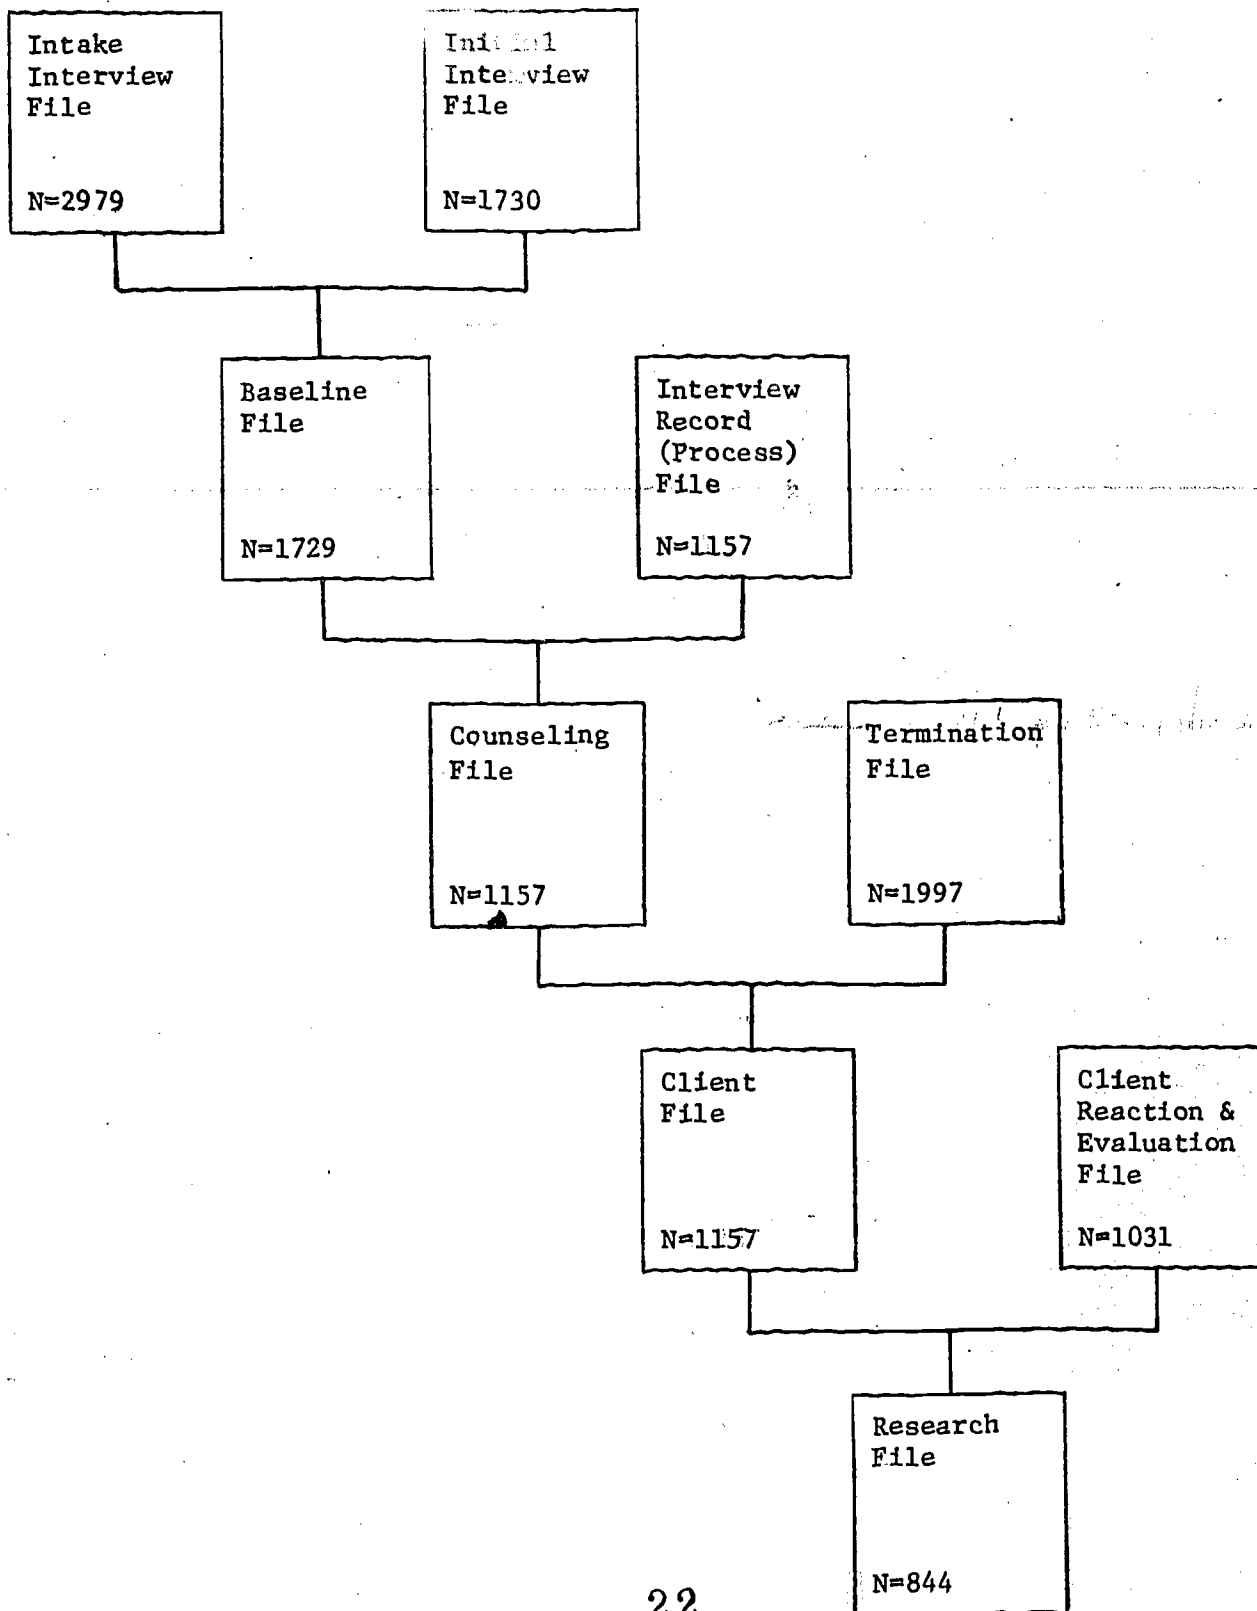 Intake
Interview
File
N=2979
Initial
Interview
File
N=1730
Baseline
File
N=1729
Interview
Record
(Process)
File
N=1157
Counseling
File
N=1157
Termination
File
N=1997
Client
File
N=1157
Client
Reaction &
Evaluation
File
N=1031
Research
File
N=844
22